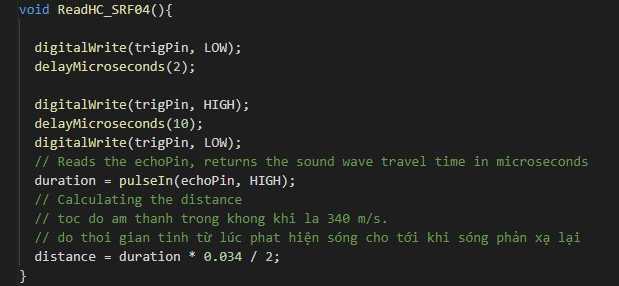 void ReadHC_SRF04(){
digitalWrite(trigPin, LOW);
delayMicroseconds(2);
digitalWrite(trigPin, HIGH);
delayMicroseconds(10);
digitalWrite(trigPin, LOW);
// Reads the echoPin, returns the sound wave travel time in microseconds
duration = pulseIn(echoPin, HIGH);
// Calculating the distance
// toc do am thanh trong khong khi la 340 m/s.
// do thoi gian tinh từ lúc phat hiện sóng cho tới khi sóng phản xạ lại
distance = duration * 0.034 / 2;
}